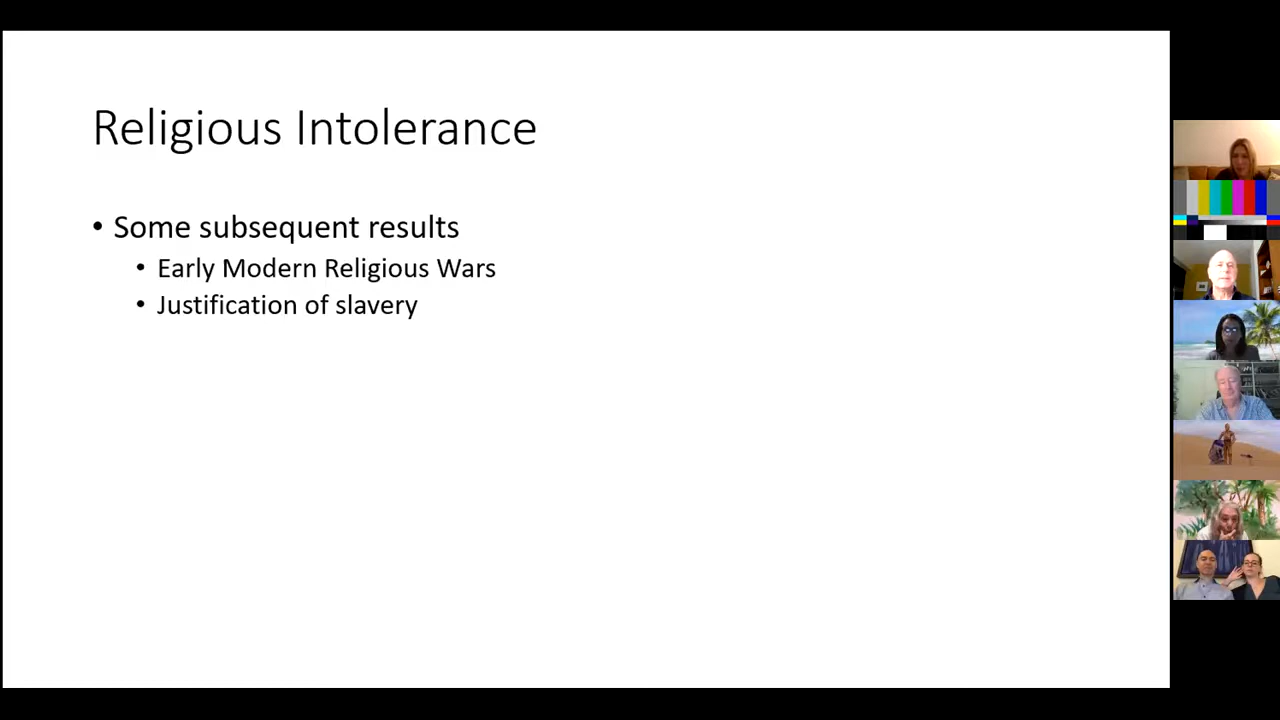 Religious Intolerance
• Some subsequent results
• Early Modern Religious Wars
• Justification of slavery